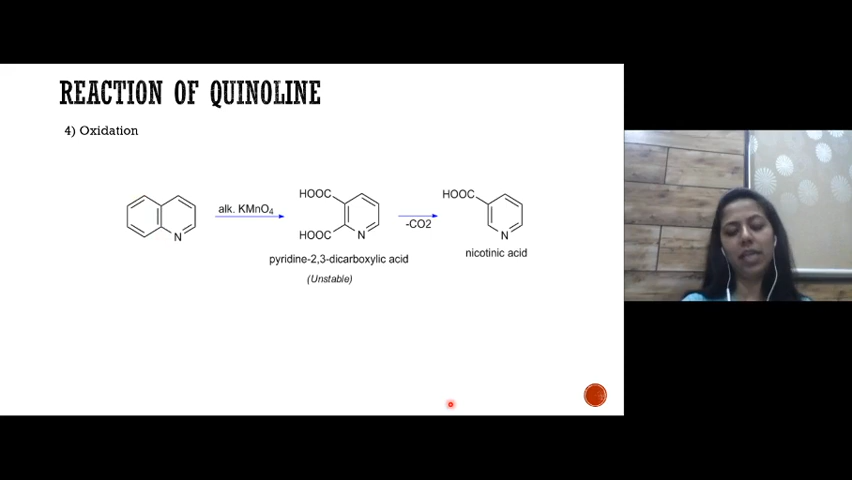 REACTION OF QUINOLINE
4) Oxidation
alk. KMnO4
N
HOOC
HOOC
N
pyridine-2,3-dicarboxylic acid
(Unstable)
-CO2
HOOC
N
nicotinic acid